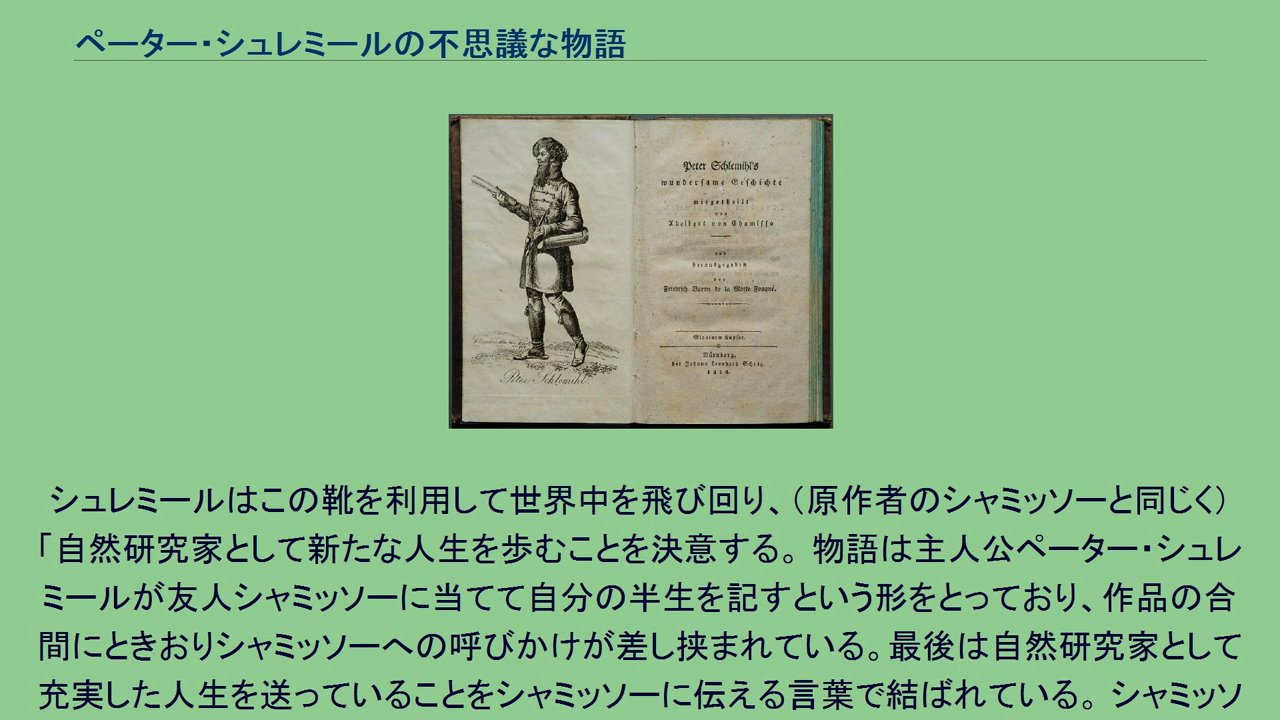 ペーター・シュレミールの不思議な物語
Peter Schlemihl's
wundersame Geschichte
mitgetheilt
von
Adelbert von Chamisso
und
herausgegeben
von
Friedrich Baron de la Motte Fouqué.
Mit einem Kupfer.
Nürnberg,
bei Johann Leonhard Schrag.
1814.
Peter Schlemihl.
シュレミールはこの靴を利用して世界中を飛び回り、（原作者のシャミッソーと同じく）
「自然研究家として新たな人生を歩むことを決意する。物語は主人公ペーター・シュレ
ミールが友人シャミッソーに当てて自分の半生を記すという形をとっており、作品の合
間にときおりシャミッソーへの呼びかけが差し挟まれている。最後は自然研究家として
充実した人生を送っていることをシャミッソーに伝える言葉で結ばれている。シャミッソ